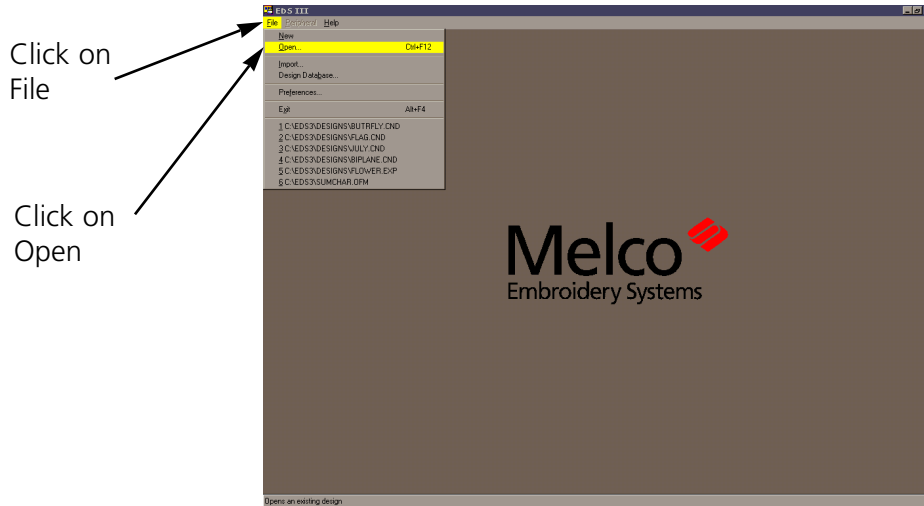 EDS III
File Peripheral Help
New
Open... Ctrl+F12
Import...
Design Database...
Preferences...
Exit Alt+F4
1 C:\EDS3\DESIGNS\BUTRFLY.CND
2 C:\EDS3\DESIGNS\FLAG.CND
3 C:\EDS3\DESIGNS\JULY.CND
4 C:\EDS3\DESIGNS\BIPLANE.CND
5 C:\EDS3\DESIGNS\FLOWER.EXP
6 C:\EDS3\SUMCHAR.OFM
Click on
File
Click on
Open
Melco
Embroidery Systems
Opens an existing design